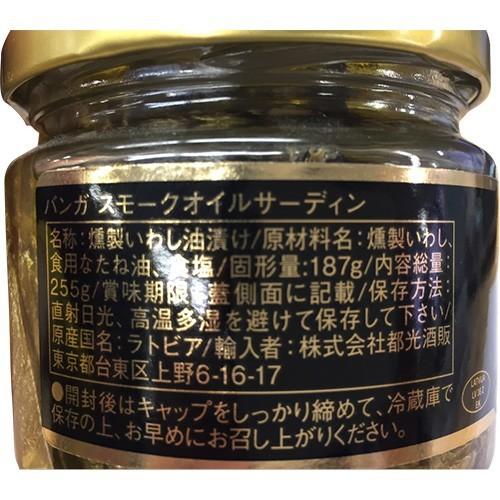 バンガ スモークオイルサーディン
名称:燻製いわし油漬け/原材料名:燻製いわし、
食用なたね油、食塩/固形量:187g/内容総量:
255g/賞味期限:蓋側面に記載/保存方法:
直射日光、高温多湿を避けて保存して下さい/
原産国名:ラトビア/輸入者:株式会社都光酒販
東京都台東区上野6-16-17
●開封後はキャップをしっかり締めて、冷蔵庫で
保存の上、お早めにお召し上がりください。
LATVIJA